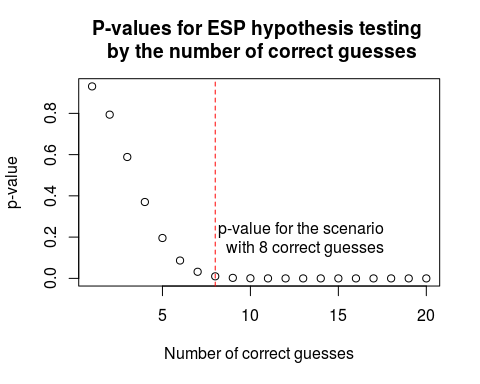 P-values for ESP hypothesis testing
by the number of correct guesses
p-value
0.8
0.6
0.4
0.2
0.0
p-value for the scenario
with 8 correct guesses
5 10 15 20
Number of correct guesses